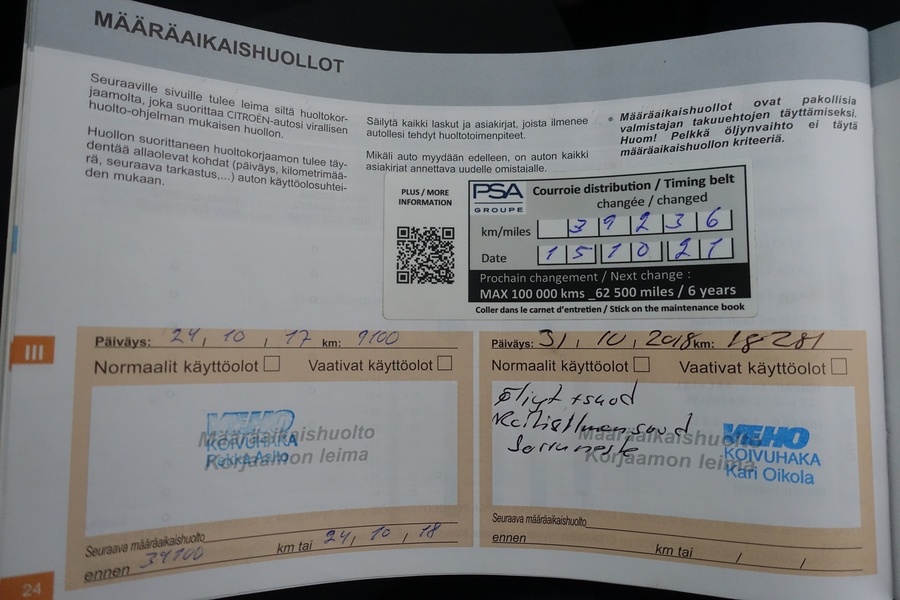 MÄÄRÄAIKAISHUOLLOT
Seuraaville sivuille tulee leima siltä huoltokor-
jaamolta, joka suorittaa CITROËN-autosi virallisen
huolto-ohjelman mukaisen huollon.
Huollon suorittaneen huoltokorjaamon tulee täy-
dentää allaolevat kohdat (päiväys, kilometrimää-
rä, seuraava tarkastus,...) auton käyttöolosuhtei-
den mukaan.
Säilytä kaikki laskut ja asiakirjat, joista ilmenee
autollesi tehdyt huoltotoimenpiteet.
Mikäli auto myydään edelleen, on auton kaikki
asiakirjat annettava uudelle omistajalle.
• Määräaikaishuollot ovat pakollisia
valmistajan takuuehtojen täyttämiseksi.
Huom! Pelkkä öljynvaihto ei täytä
määräaikaishuollon kriteeriä.
PLUS / MORE
INFORMATION
PSA
GROUPE
Courroie distribution / Timing belt
changée / changed
km/miles 39236
Date 151021
Prochain changement / Next change :
MAX 100 000 kms _62 500 miles / 6 years
Coller dans le carnet d'entretien / Stick on the maintenance book
III
Päiväys: 24, 10, 17 km: 9100
Normaalit käyttöolot Vaativat käyttöolot
VEHO
KOIVUHAKA
Määräaikaishuolto
Korjaamon leima
Seuraava määräaikaishuolto
ennen 34100 km tai 24, 10, 18
Päiväys: 31, 10, 2018 km: 18281
Normaalit käyttöolot Vaativat käyttöolot
Määräaikaishuolto
Korjaamon leima
VEHO
KOIVUHAKA
Kari Oikola
Seuraava määräaikaishuolto
ennen km tai / /
24